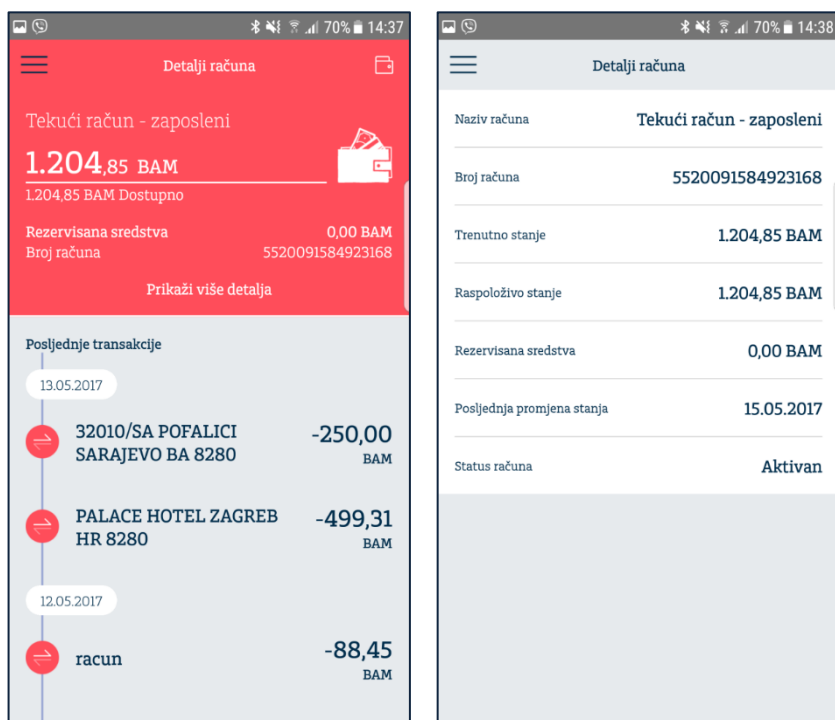 70% 14:37
Detalji računa
Tekući račun - zaposleni
1.204,85 BAM
1.204,85 BAM Dostupno
Rezervisana sredstva 0,00 BAM
Broj računa 5520091584923168
Prikaži više detalja
Posljednje transakcije
13.05.2017
32010/SA POFALICI -250,00
SARAJEVO BA 8280 BAM
PALACE HOTEL ZAGREB -499,31
HR 8280 BAM
12.05.2017
racun -88,45
BAM
70% 14:38
Detalji računa
Naziv računa Tekući račun - zaposleni
Broj računa 5520091584923168
Trenutno stanje 1.204,85 BAM
Raspoloživo stanje 1.204,85 BAM
Rezervisana sredstva 0,00 BAM
Posljednja promjena stanja 15.05.2017
Status računa Aktivan